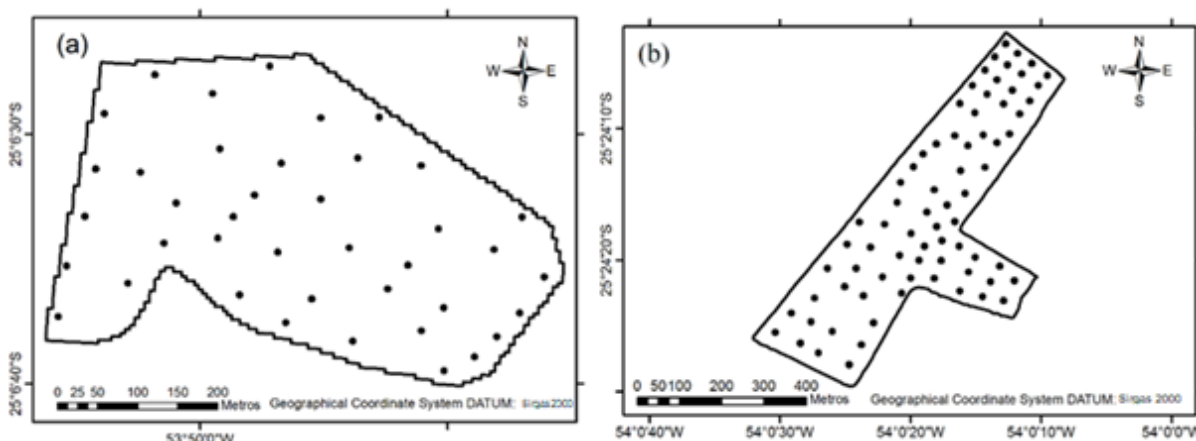 (a)
N
W E
S
25°6'30"S
25°6'40"S
0 25 50 100 150 200
Metros
Geographical Coordinate System DATUM: Sirgas 2000
53°50'0"W
(b)
N
W E
S
25°24'10"S
25°24'20"S
0 50 100 200 300 400
Metros
Geographical Coordinate System DATUM: Sirgas 2000
54°0'40"W 54°0'30"W 54°0'20"W 54°0'10"W 54°0'0"W